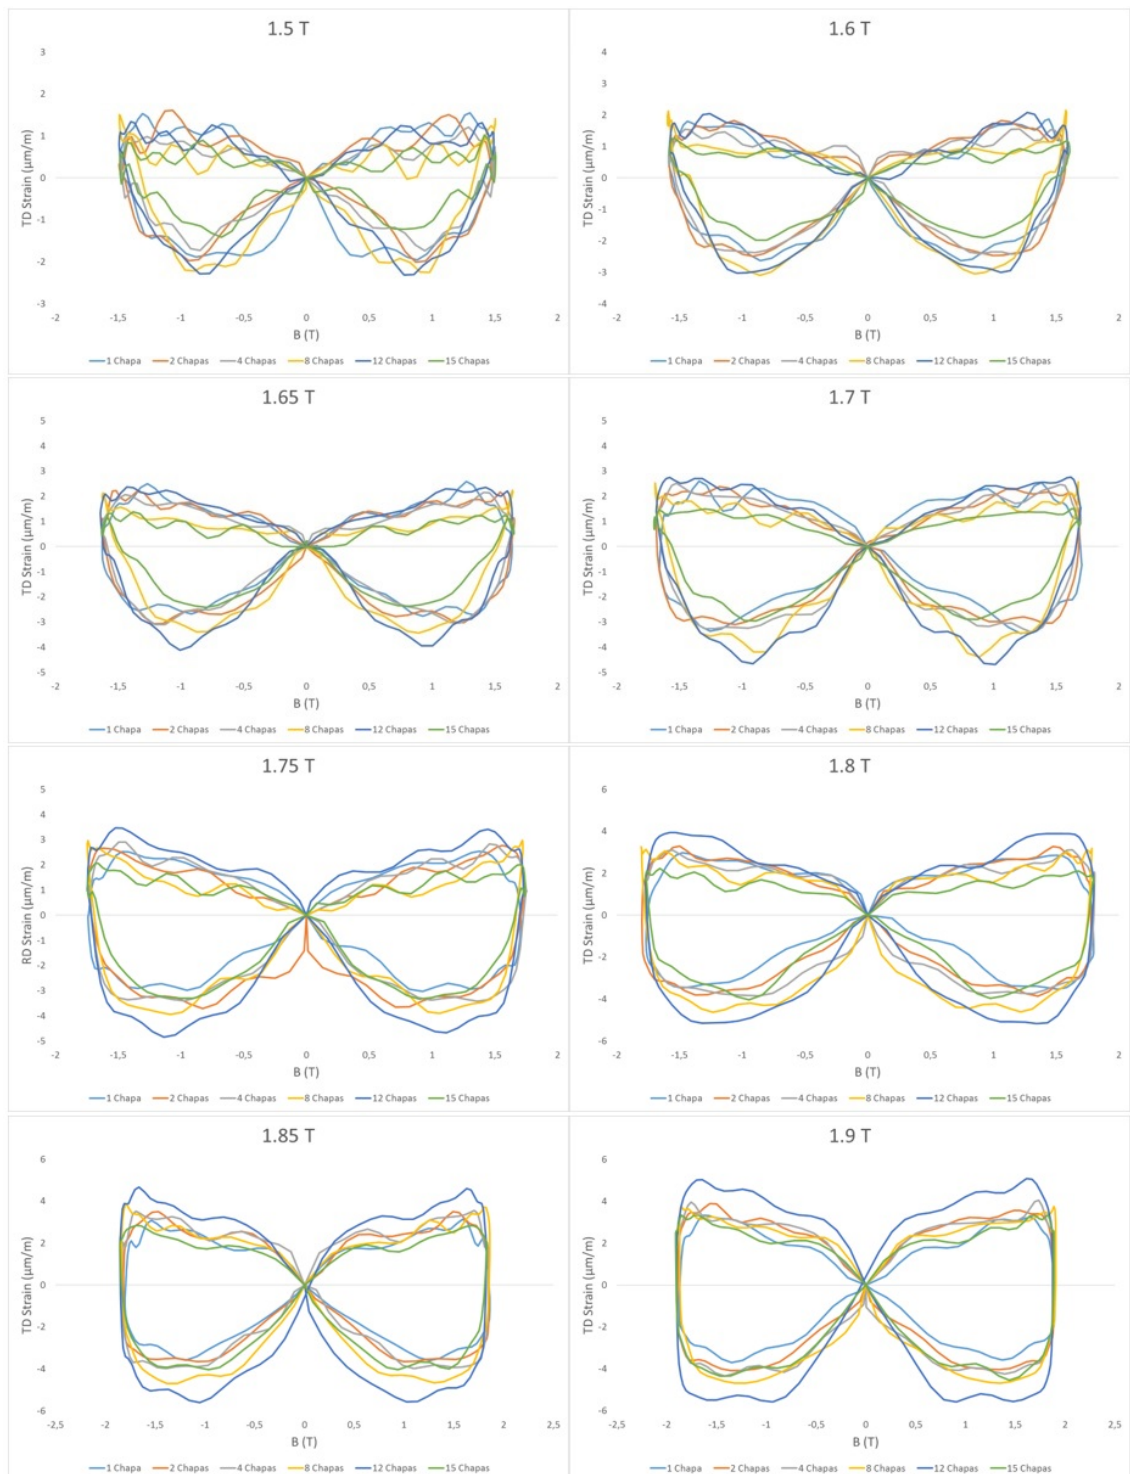 1.5 T
TD Strain (µm/m)
3
2
1
0
-1
-2
-3
-2 -1,5 -1 -0,5 0 0,5 1 1,5 2
B (T)
1 Chapa 2 Chapas 4 Chapas 8 Chapas 12 Chapas 15 Chapas
1.6 T
TD Strain (µm/m)
4
3
2
1
0
-1
-2
-3
-4
-2 -1,5 -1 -0,5 0 0,5 1 1,5 2
B (T)
1 Chapa 2 Chapas 4 Chapas 8 Chapas 12 Chapas 15 Chapas
1.65 T
TD Strain (µm/m)
5
4
3
2
1
0
-1
-2
-3
-4
-5
-2 -1,5 -1 -0,5 0 0,5 1 1,5 2
B (T)
1 Chapa 2 Chapas 4 Chapas 8 Chapas 12 Chapas 15 Chapas
1.7 T
TD Strain (µm/m)
5
4
3
2
1
0
-1
-2
-3
-4
-5
-2 -1,5 -1 -0,5 0 0,5 1 1,5 2
B (T)
1 Chapa 2 Chapas 4 Chapas 8 Chapas 12 Chapas 15 Chapas
1.75 T
RD Strain (µm/m)
5
4
3
2
1
0
-1
-2
-3
-4
-5
-2 -1,5 -1 -0,5 0 0,5 1 1,5 2
B (T)
1 Chapa 2 Chapas 4 Chapas 8 Chapas 12 Chapas 15 Chapas
1.8 T
TD Strain (µm/m)
6
4
2
0
-2
-4
-6
-2 -1,5 -1 -0,5 0 0,5 1 1,5 2
B (T)
1 Chapa 2 Chapas 4 Chapas 8 Chapas 12 Chapas 15 Chapas
1.85 T
TD Strain (µm/m)
6
4
2
0
-2
-4
-6
-2,5 -2 -1,5 -1 -0,5 0 0,5 1 1,5 2 2,5
B (T)
1 Chapa 2 Chapas 4 Chapas 8 Chapas 12 Chapas 15 Chapas
1.9 T
TD Strain (µm/m)
6
4
2
0
-2
-4
-6
-2,5 -2 -1,5 -1 -0,5 0 0,5 1 1,5 2 2,5
B (T)
1 Chapa 2 Chapas 4 Chapas 8 Chapas 12 Chapas 15 Chapas